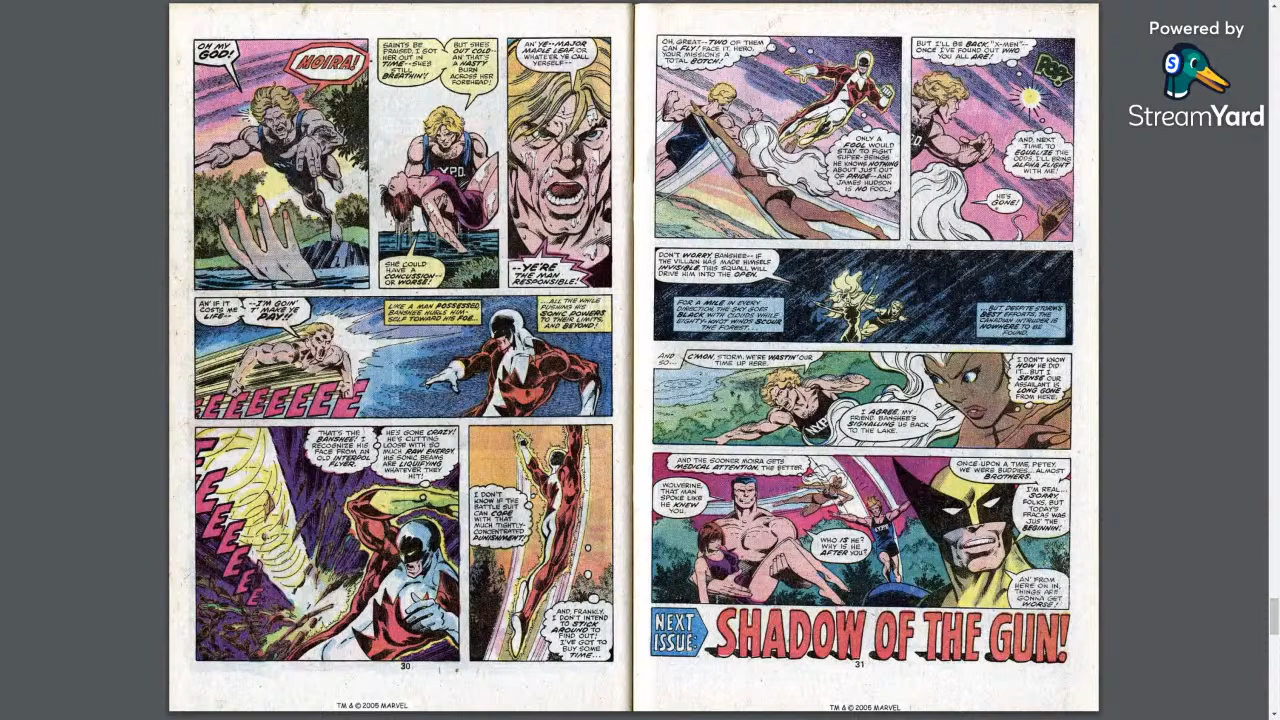 OH MY
GOD!
MOIRA!
SAINTS BE
PRAISED, I GOT
HER OUT IN
TIME--SHE'S
STILL
BREATHIN'!
BUT SHE'S
OUT COLD--
AN' THAT'S
A NASTY
BURN
ACROSS HER
FOREHEAD!
SHE COULD
HAVE A
CONCUSSION--
OR WORSE!
Y.P.D.
AN' YE--MAJOR
MAPLE LEAF, OR
WHATE'ER YE CALL
YERSELF--
--YE'RE
THE MAN
RESPONSIBLE!
AN' IF IT
COSTS ME
LIFE--
--I'M GOIN'
T' MAKE YE
PAY!!
LIKE A MAN POSSESSED,
BANSHEE HURLS HIM-
SELF TOWARD HIS FOE...
...ALL THE WHILE
PUSHING HIS
SONIC POWERS
TO THEIR LIMITS,
AND BEYOND!
EEEEEEEEE
THAT'S THE
BANSHEE! I
RECOGNIZE HIS
FACE FROM AN
OLD INTERPOL
FLYER.
HE'S GONE CRAZY!
HE'S CUTTING
LOOSE WITH SO
MUCH RAW ENERGY,
HIS SONIC BEAMS
ARE LIQUIFYING
WHATEVER THEY
HIT!
EEEEEEE
I DON'T
KNOW IF THE
BATTLE SUIT
CAN COPE
WITH THAT
MUCH TIGHTLY-
CONCENTRATED
PUNISHMENT!
AND, FRANKLY,
I DON'T INTEND
TO STICK
AROUND TO
FIND OUT!
I'VE GOT TO
BUY SOME
TIME...
30
TM & © 2005 MARVEL
OH, GREAT--TWO OF THEM
CAN FLY! FACE IT, HERO,
YOUR MISSION'S A
TOTAL BOTCH!
ONLY A
FOOL WOULD
STAY TO FIGHT
SUPER-BEINGS
HE KNOWS NOTHING
ABOUT JUST OUT
OF PRIDE--AND
JAMES HUDSON
IS NO FOOL!
BUT I'LL BE BACK, "X-MEN"--
ONCE I'VE FOUND OUT WHO
YOU ALL ARE!
POP!
AND, NEXT
TIME, TO
EQUALIZE THE
ODDS, I'LL BRING
ALPHA FLIGHT
WITH ME!
HE'S
GONE!
DON'T WORRY, BANSHEE--IF
THE VILLAIN HAS MADE HIMSELF
INVISIBLE, THIS SQUALL WILL
DRIVE HIM INTO THE OPEN.
FOR A MILE IN EVERY
DIRECTION, THE SKY GOES
BLACK WITH CLOUDS WHILE
EIGHTY-KNOT WINDS SCOUR
THE FOREST...
...BUT, DESPITE STORM'S
BEST EFFORTS, THE
CANADIAN INTRUDER IS
NOWHERE TO BE
FOUND.
AND
SO--
C'MON, STORM, WE'RE WASTIN' OUR
TIME UP HERE.
I AGREE, MY
FRIEND. BANSHEE'S
SIGNALLING US BACK
TO THE LAKE.
I DON'T KNOW
HOW HE DID
IT... BUT I
SENSE OUR
ASSAILANT IS
LONG GONE
FROM HERE.
AND THE SOONER MOIRA GETS
MEDICAL ATTENTION, THE BETTER.
WOLVERINE,
THAT MAN
SPOKE LIKE
HE KNEW
YOU.
WHO IS HE?
WHY IS HE
AFTER YOU?
ONCE UPON A TIME, PETEY,
WE WERE BUDDIES... ALMOST
BROTHERS.
I'M REAL...
SORRY,
FOLKS, BUT
TODAY'S
FRACAS WAS
JUS' THE
BEGINNIN'!
AN' FROM
HERE ON IN,
THINGS ARE
GONNA GET
WORSE!
NEXT
ISSUE:
SHADOW OF THE GUN!
31
TM & © 2005 MARVEL
Powered by
S
StreamYard